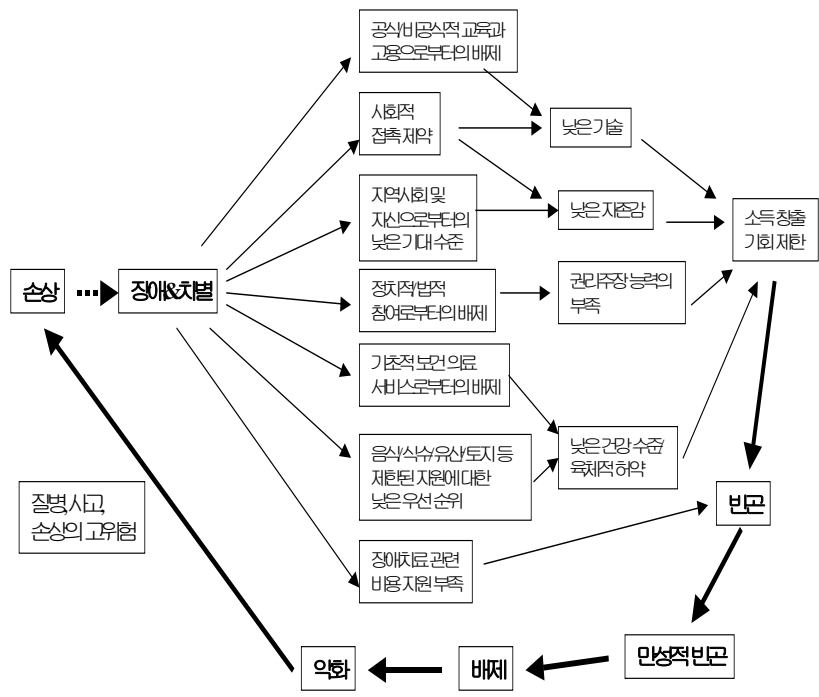 공식/비공식적 교육과
고용으로부터의 배제
사회적
접촉 제약
낮은 기술
지역사회 및
자신으로부터의
낮은 기대 수준
낮은 자존감
소득 창출
기회 제한
손상
장애&차별
정치적/법적
참여로부터의 배제
권리주장 능력의
부족
기초적 보건 의료
서비스로부터의 배제
음식/식수/유산/토지 등
제한된 자원에 대한
낮은 우선 순위
낮은 건강 수준/
육체적 허약
질병, 사고,
손상의 고위험
빈곤
장애치료 관련
비용 지원 부족
만성적 빈곤
배제
악화